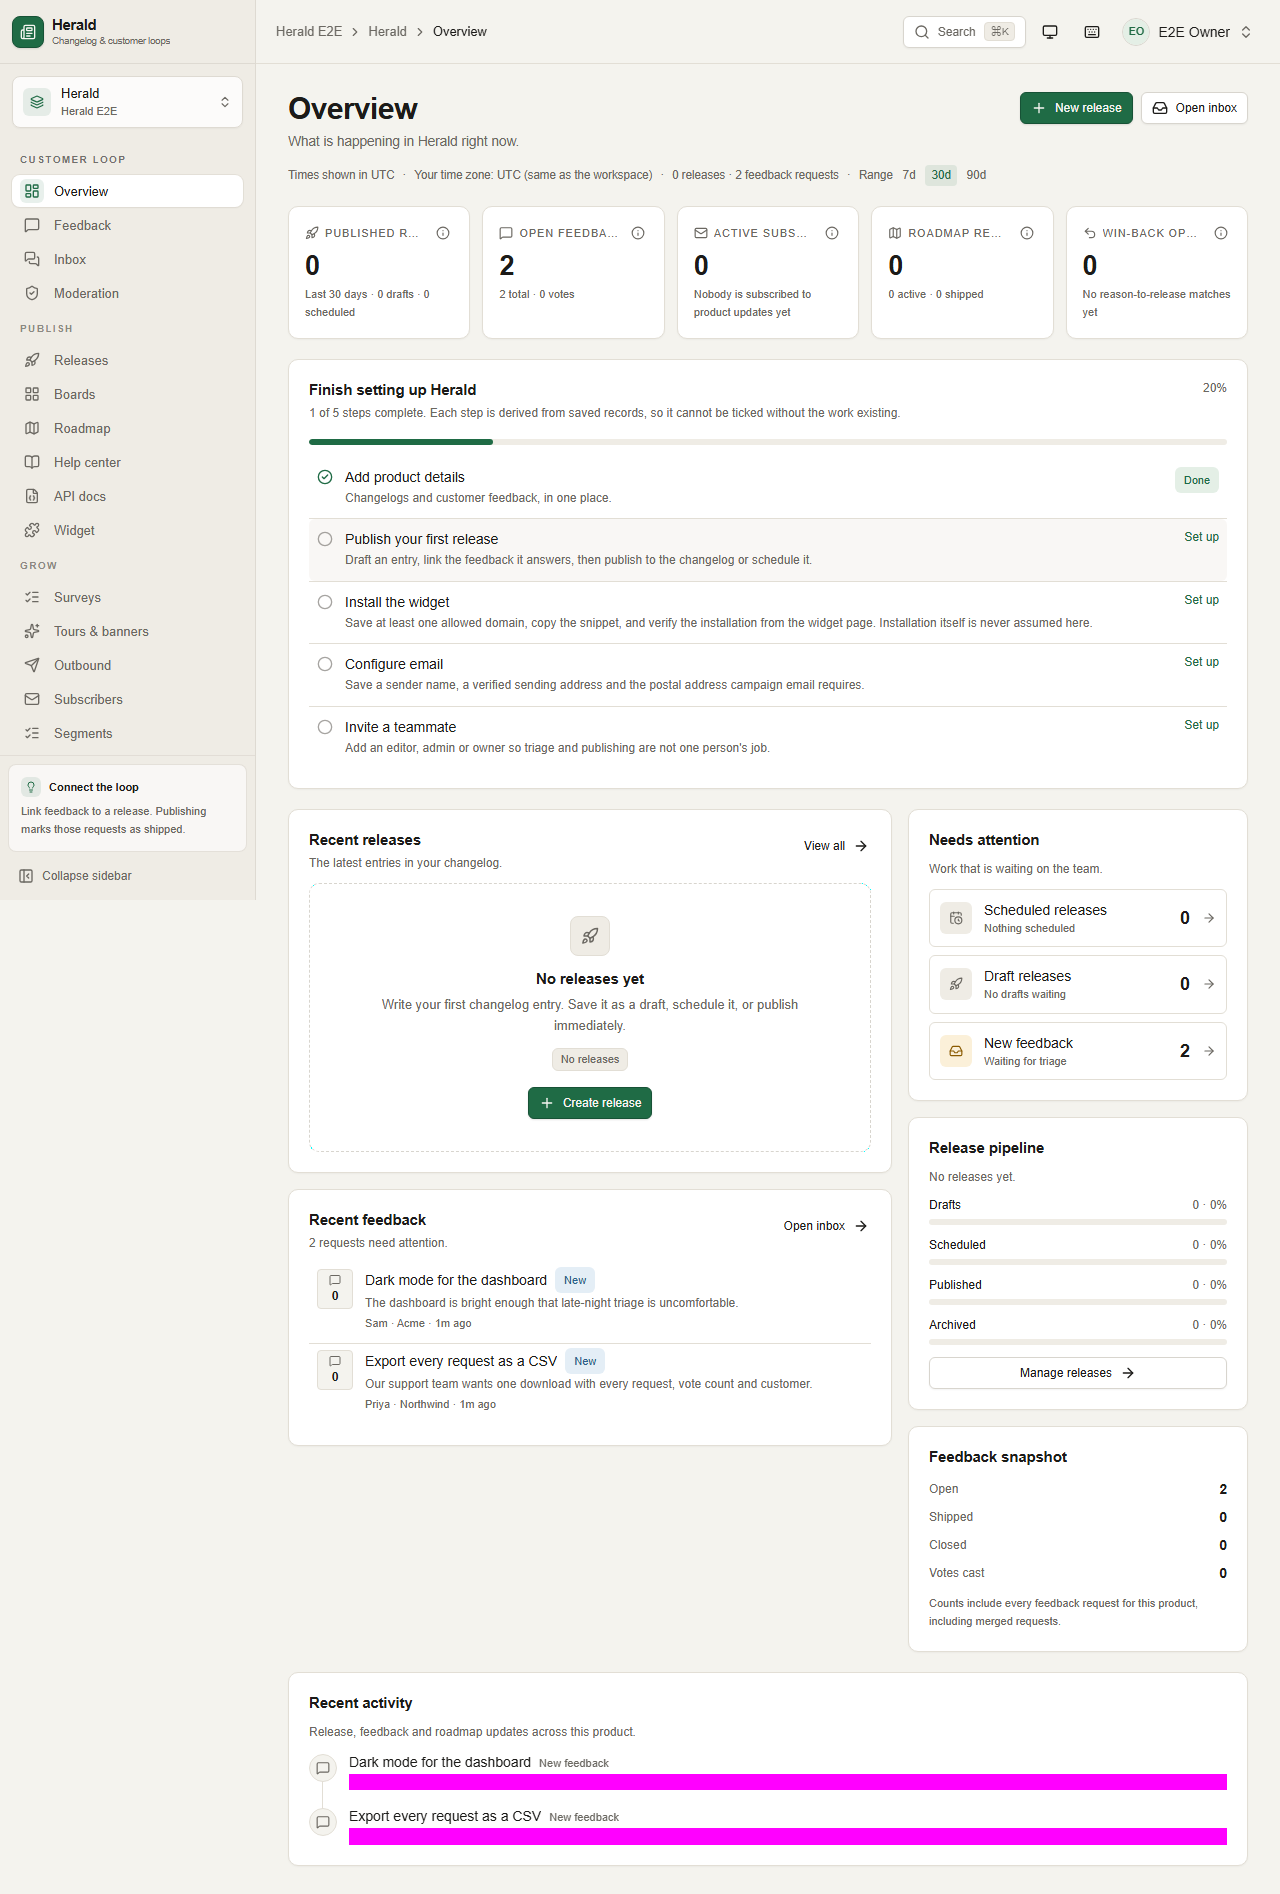 Herald
Changelog & customer loops
Herald E2E
Herald
Overview
Search
⌘K
EO
E2E Owner
Herald
Herald E2E
CUSTOMER LOOP
Overview
Feedback
Inbox
Moderation
PUBLISH
Releases
Boards
Roadmap
Help center
API docs
Widget
GROW
Surveys
Tours & banners
Outbound
Subscribers
Segments
Connect the loop
Link feedback to a release. Publishing
marks those requests as shipped.
Collapse sidebar
Overview
What is happening in Herald right now.
New release
Open inbox
Times shown in UTC · Your time zone: UTC (same as the workspace) · 0 releases · 2 feedback requests · Range 7d 30d 90d
PUBLISHED R...
0
Last 30 days · 0 drafts · 0
scheduled
OPEN FEEDBA...
2
2 total · 0 votes
ACTIVE SUBS...
0
Nobody is subscribed to
product updates yet
ROADMAP RE...
0
0 active · 0 shipped
WIN-BACK OP...
0
No reason-to-release matches
yet
Finish setting up Herald
20%
1 of 5 steps complete. Each step is derived from saved records, so it cannot be ticked without the work existing.
Add product details
Changelogs and customer feedback, in one place.
Done
Publish your first release
Draft an entry, link the feedback it answers, then publish to the changelog or schedule it.
Set up
Install the widget
Save at least one allowed domain, copy the snippet, and verify the installation from the widget page. Installation itself is never assumed here.
Set up
Configure email
Save a sender name, a verified sending address and the postal address campaign email requires.
Set up
Invite a teammate
Add an editor, admin or owner so triage and publishing are not one person's job.
Set up
Recent releases
The latest entries in your changelog.
View all
No releases yet
Write your first changelog entry. Save it as a draft, schedule it, or publish
immediately.
No releases
Create release
Recent feedback
2 requests need attention.
Open inbox
0
Dark mode for the dashboard
New
The dashboard is bright enough that late-night triage is uncomfortable.
Sam · Acme · 1m ago
0
Export every request as a CSV
New
Our support team wants one download with every request, vote count and customer.
Priya · Northwind · 1m ago
Needs attention
Work that is waiting on the team.
Scheduled releases
Nothing scheduled
0
Draft releases
No drafts waiting
0
New feedback
Waiting for triage
2
Release pipeline
No releases yet.
Drafts
0 · 0%
Scheduled
0 · 0%
Published
0 · 0%
Archived
0 · 0%
Manage releases
Feedback snapshot
Open
2
Shipped
0
Closed
0
Votes cast
0
Counts include every feedback request for this product,
including merged requests.
Recent activity
Release, feedback and roadmap updates across this product.
Dark mode for the dashboard
New feedback
Export every request as a CSV
New feedback